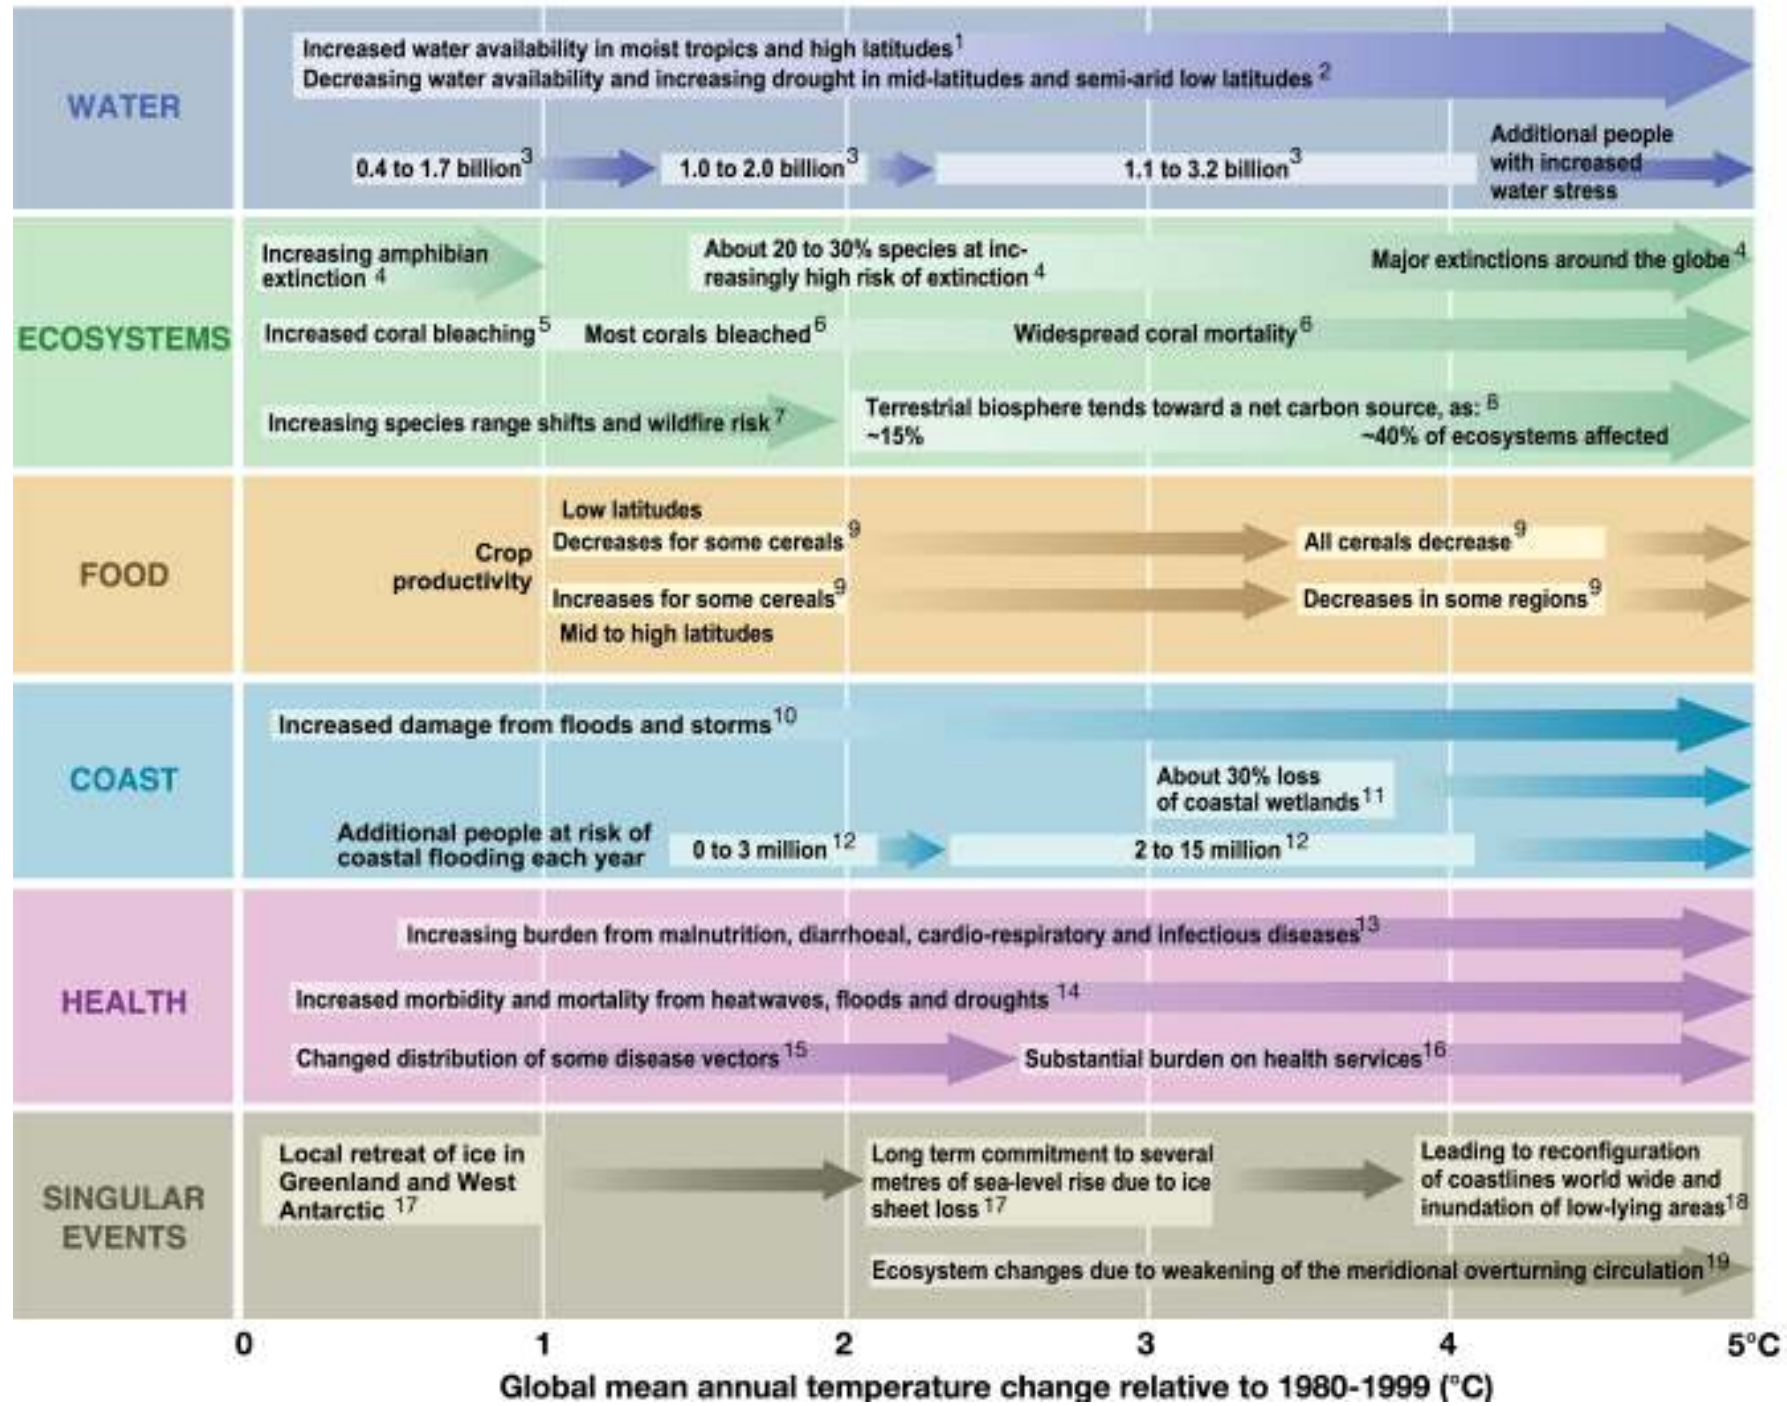 WATER
Increased water availability in moist tropics and high latitudes1
Decreasing water availability and increasing drought in mid-latitudes and semi-arid low latitudes 2
0.4 to 1.7 billion3
1.0 to 2.0 billion3
1.1 to 3.2 billion3
Additional people
with increased
water stress
ECOSYSTEMS
Increasing amphibian
extinction 4
About 20 to 30% species at inc-
reasingly high risk of extinction 4
Major extinctions around the globe 4
Increased coral bleaching5
Most corals bleached6
Widespread coral mortality6
Increasing species range shifts and wildfire risk 7
Terrestrial biosphere tends toward a net carbon source, as: 8
~15%
~40% of ecosystems affected
FOOD
Crop
productivity
Low latitudes
Decreases for some cereals 9
All cereals decrease9
Increases for some cereals9
Decreases in some regions9
Mid to high latitudes
COAST
Increased damage from floods and storms10
About 30% loss
of coastal wetlands11
Additional people at risk of
coastal flooding each year
0 to 3 million 12
2 to 15 million 12
HEALTH
Increasing burden from malnutrition, diarrhoeal, cardio-respiratory and infectious diseases13
Increased morbidity and mortality from heatwaves, floods and droughts 14
Changed distribution of some disease vectors 15
Substantial burden on health services16
SINGULAR
EVENTS
Local retreat of ice in
Greenland and West
Antarctic 17
Long term commitment to several
metres of sea-level rise due to ice
sheet loss 17
Leading to reconfiguration
of coastlines world wide and
inundation of low-lying areas18
Ecosystem changes due to weakening of the meridional overturning circulation19
0 1 2 3 4 5°C
Global mean annual temperature change relative to 1980-1999 (°C)